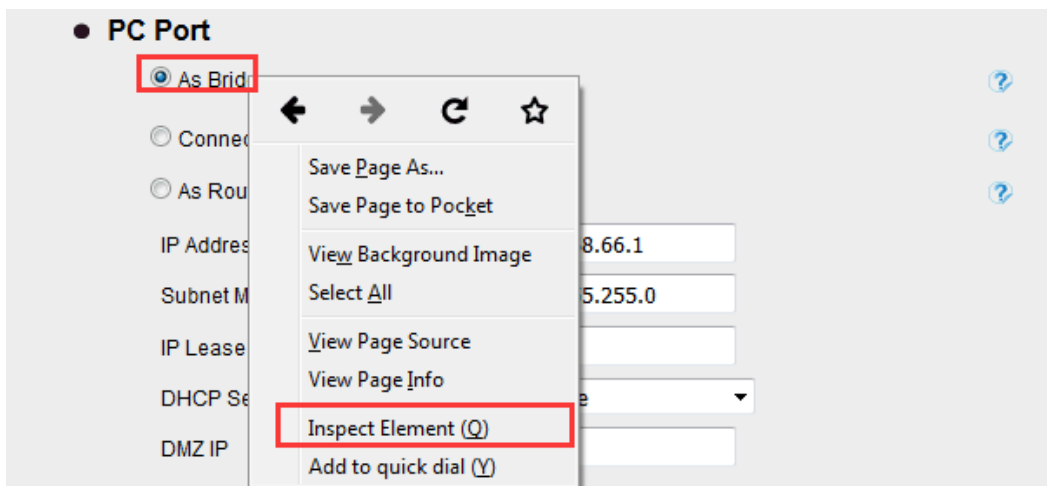 PC Port
As Brid
Connec
As Rou
IP Addres
8.66.1
Subnet M
5.255.0
IP Lease
DHCP Se
e
DMZ IP
Save Page As...
Save Page to Pocket
View Background Image
Select All
View Page Source
View Page Info
Inspect Element (Q)
Add to quick dial (Y)